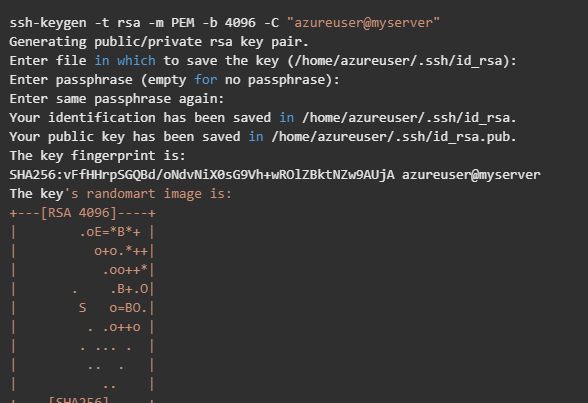 ssh-keygen -t rsa -m PEM -b 4096 -C "azureuser@myserver"
Generating public/private rsa key pair.
Enter file in which to save the key (/home/azureuser/.ssh/id_rsa):
Enter passphrase (empty for no passphrase):
Enter same passphrase again:
Your identification has been saved in /home/azureuser/.ssh/id_rsa.
Your public key has been saved in /home/azureuser/.ssh/id_rsa.pub.
The key fingerprint is:
SHA256:vFfHHrpSGQBd/oNdvNiX0sG9Vh+wROlZBktNZw9AUjA azureuser@myserver
The key's randomart image is:
+---[RSA 4096]----+
|        .oE=*B*+ |
|          o+o.*++|
|           .oo++*|
|       .    .B+.O|
|        S   o=BO.|
|         . .o++o |
|        . ... .  |
|         ..  .   |
|           ..    |
+----[SHA256]-----+